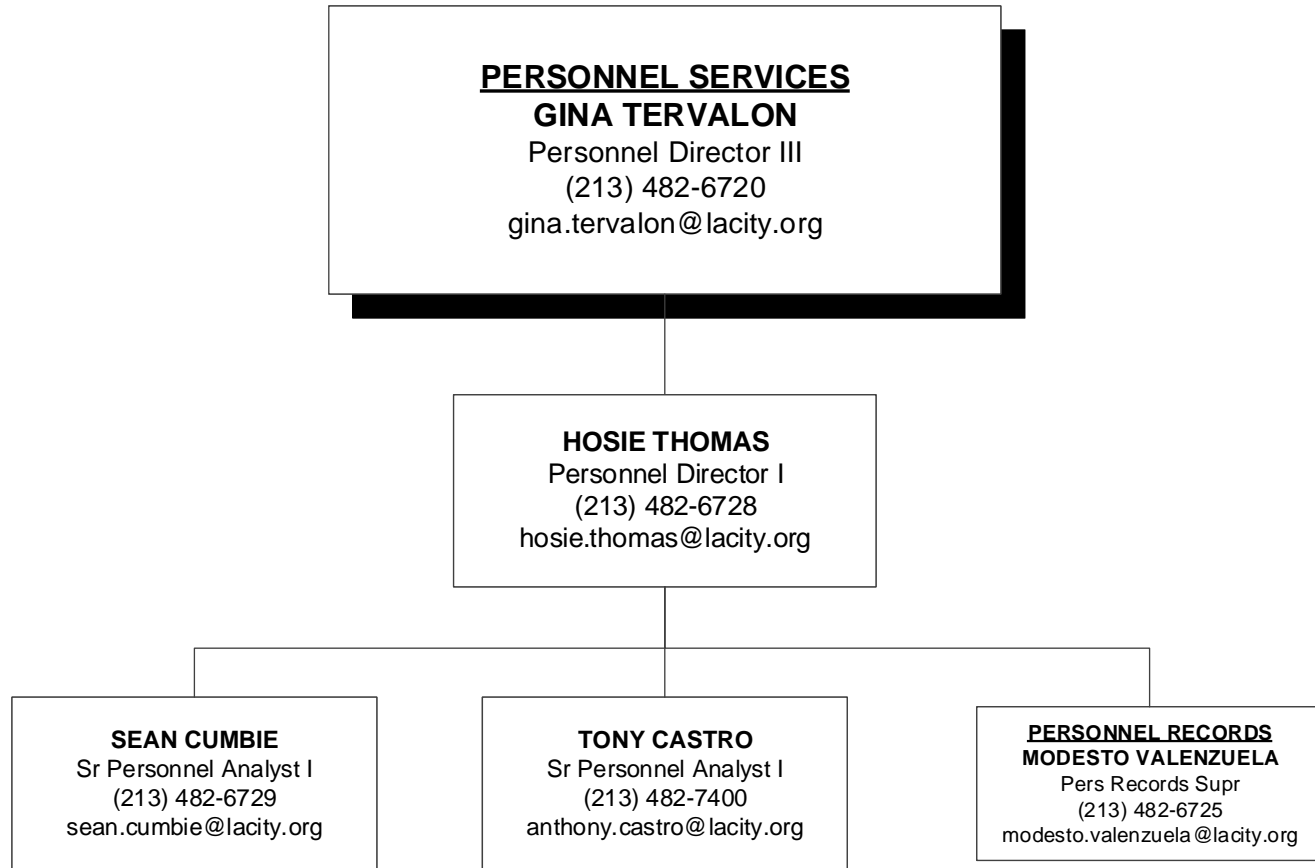 PERSONNEL SERVICES
GINA TERVALON
Personnel Director III
(213) 482-6720
gina.tervalon@lacity.org
HOSIE THOMAS
Personnel Director I
(213) 482-6728
hosie.thomas@lacity.org
SEAN CUMBIE
Sr Personnel Analyst I
(213) 482-6729
sean.cumbie@lacity.org
TONY CASTRO
Sr Personnel Analyst I
(213) 482-7400
anthony.castro@lacity.org
PERSONNEL RECORDS
MODESTO VALENZUELA
Pers Records Supr
(213) 482-6725
modesto.valenzuela@lacity.org